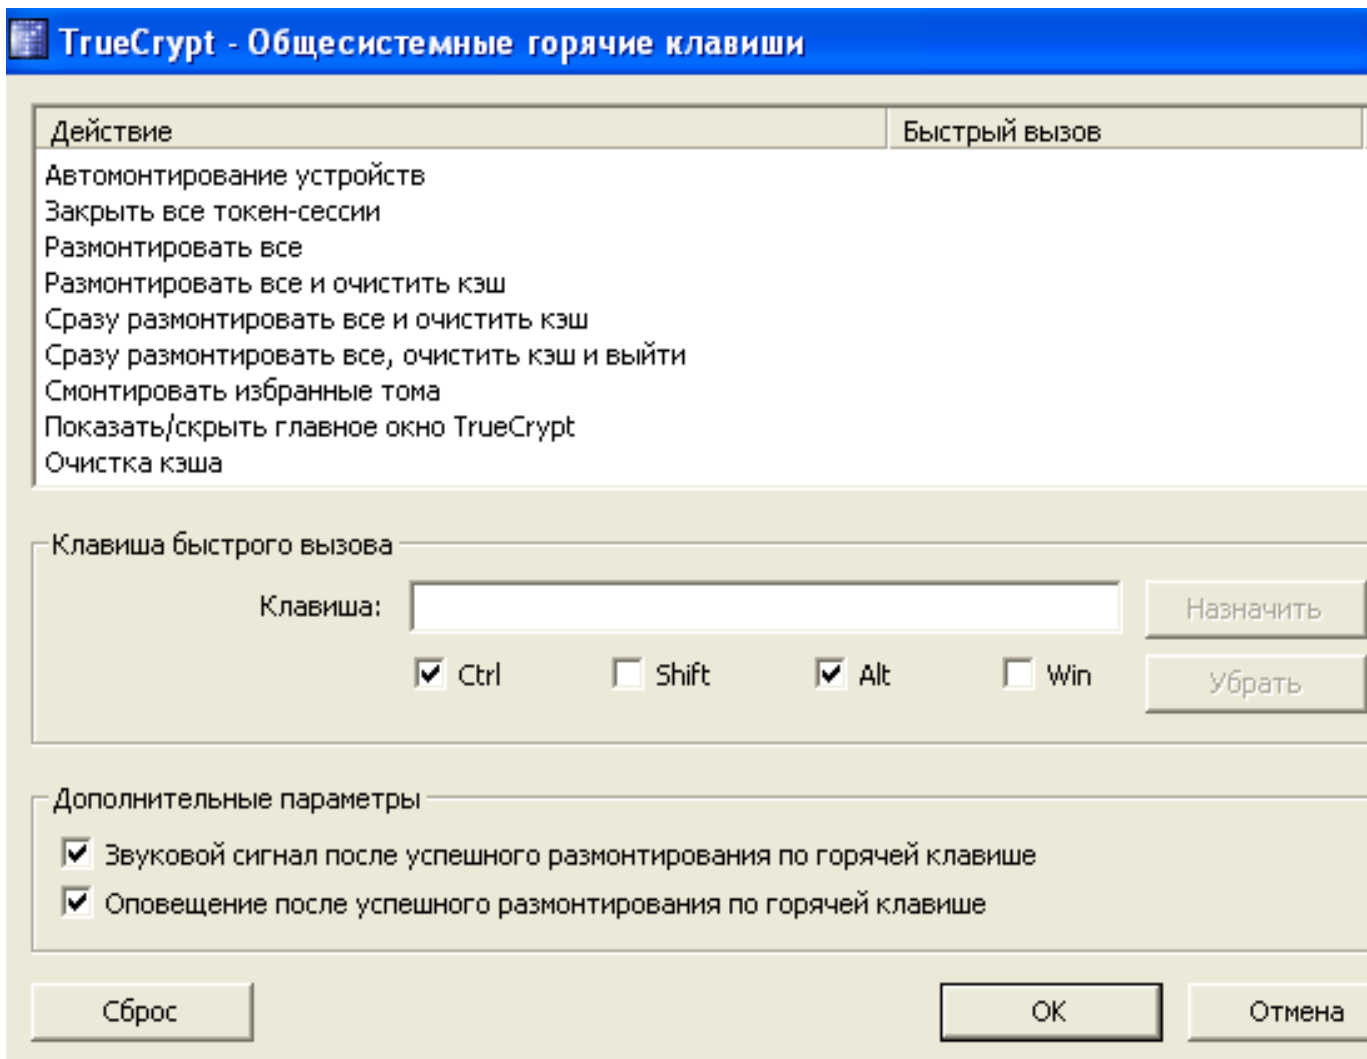 TrueCrypt - Общесистемные горячие клавиши
Действие Быстрый вызов
Автомонтирование устройств
Закрыть все токен-сессии
Размонтировать все
Размонтировать все и очистить кэш
Сразу размонтировать все и очистить кэш
Сразу размонтировать все, очистить кэш и выйти
Смонтировать избранные тома
Показать/скрыть главное окно TrueCrypt
Очистка кэша
Клавиша быстрого вызова
Клавиша: Назначить
Ctrl Shift Alt Win Убрать
Дополнительные параметры
Звуковой сигнал после успешного размонтирования по горячей клавише
Оповещение после успешного размонтирования по горячей клавише
Сброс OK Отмена